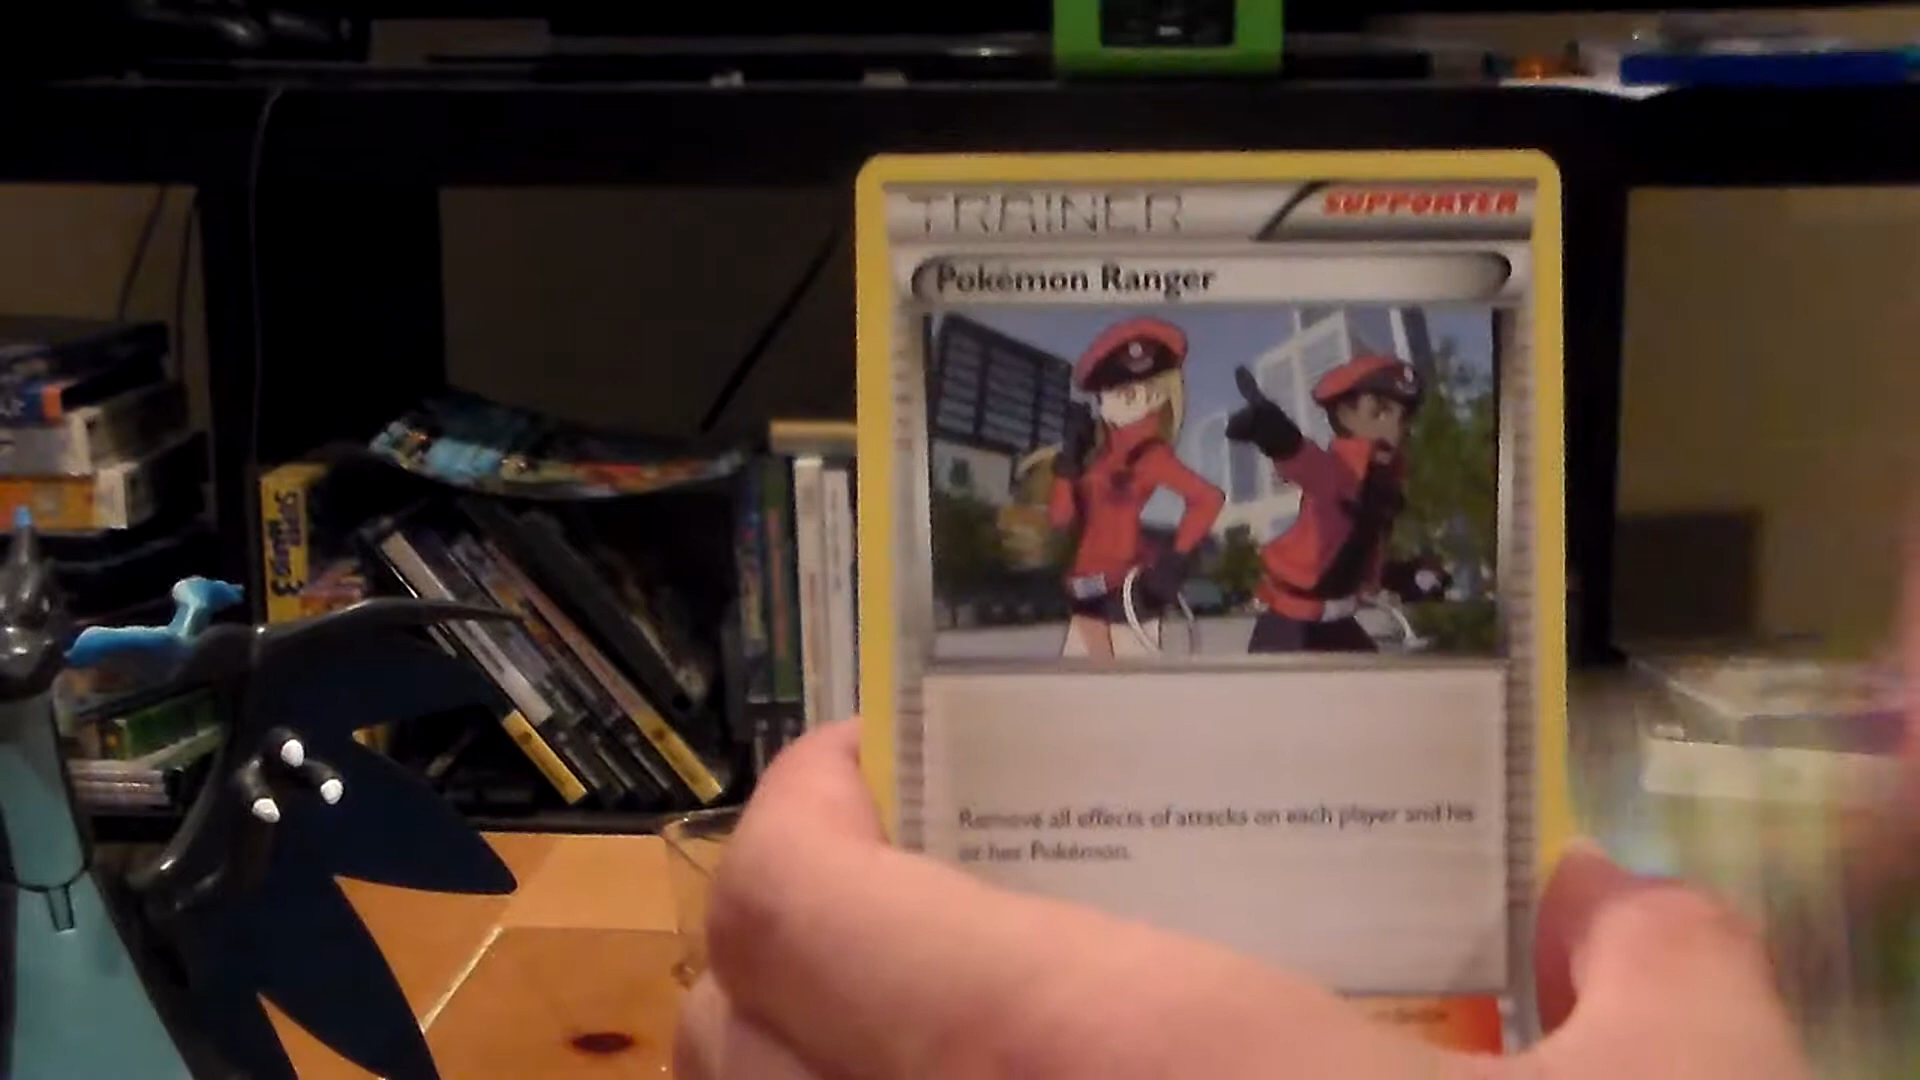 TRAINER
SUPPORTER
Pokémon Ranger
Remove all effects of attacks on each player and his
or her Pokémon.